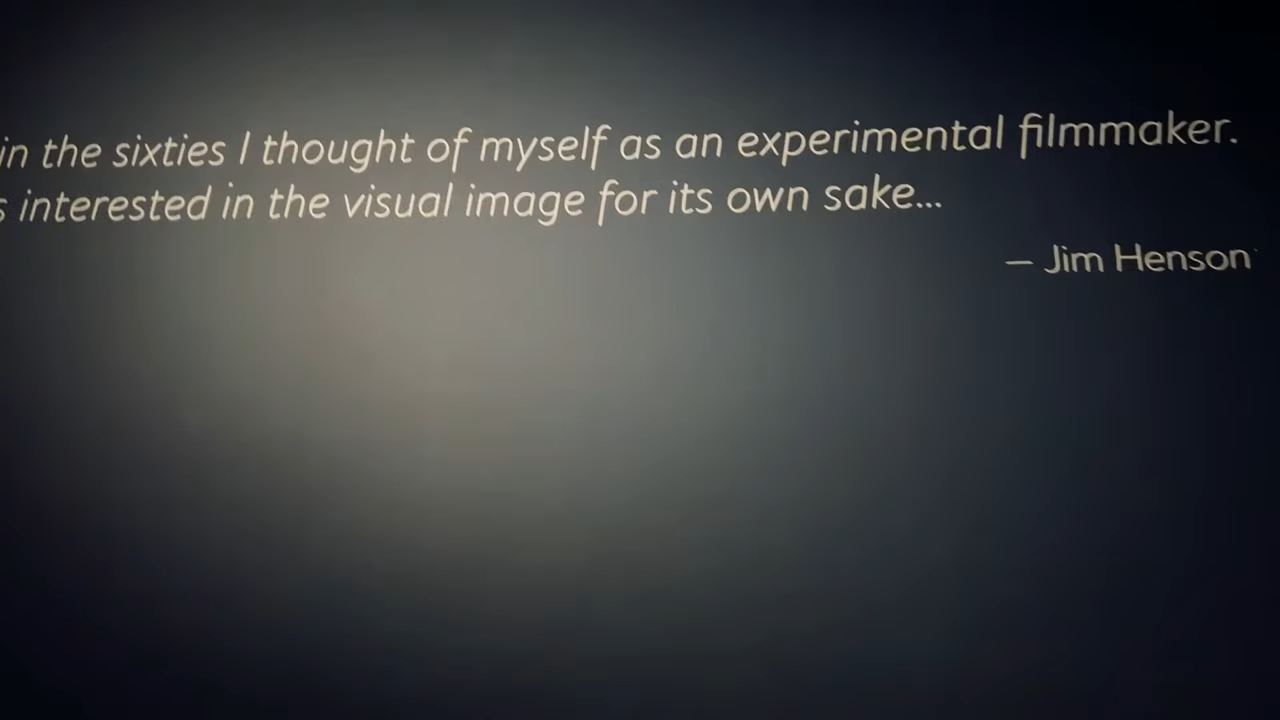 in the sixties I thought of myself as an experimental filmmaker.
interested in the visual image for its own sake...
– Jim Henson